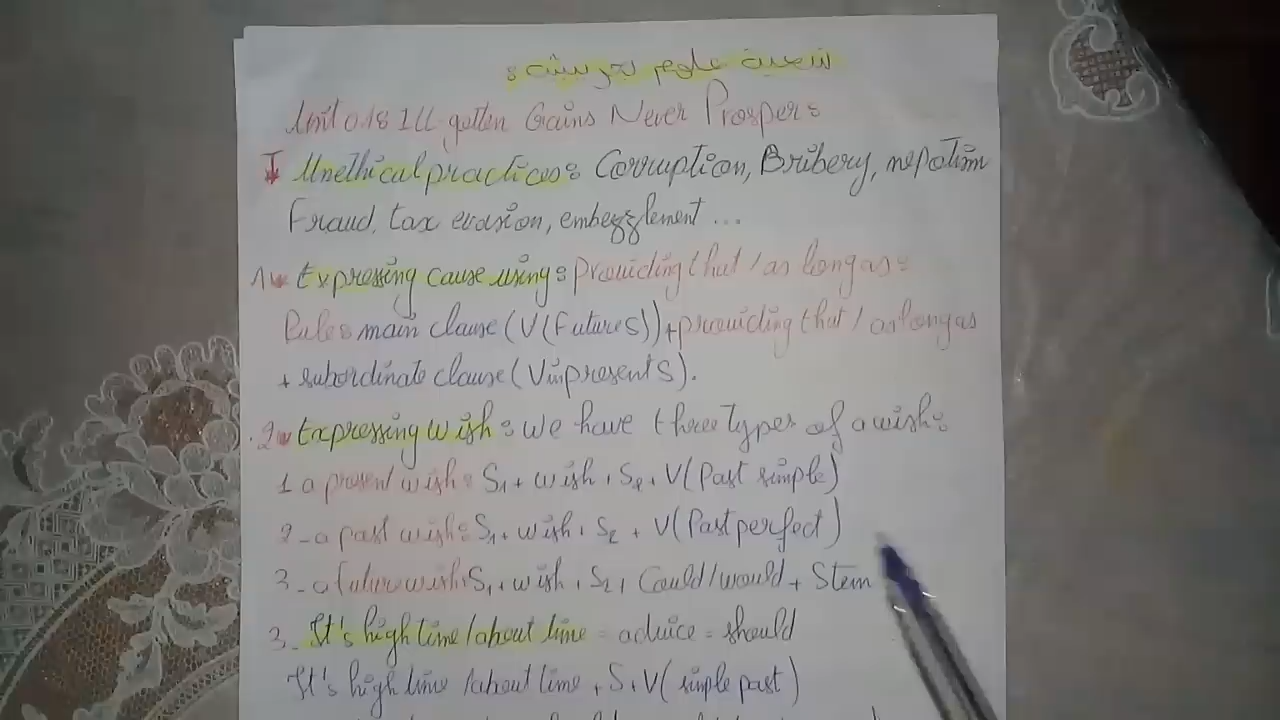 شعبة علوم تجريبية :
Unit 01: Ill gotten Gains Never Prosper:
I Unethical practices: Corruption, Bribery, nepotism
Fraud, tax evasion, embezzlement ...
1 Expressing cause using: providing that / as long as:
Rule: main clause (V(Future S)) + providing that / as long as
+ subordinate clause (V in present S).
2 Expressing wish: we have three types of a wish:
1 a present wish: S1 + wish + S2 + V(Past simple)
2- a past wish: S1 + wish + S2 + V(Past perfect)
3- a future wish: S1 + wish + S2 + Could/would + Stem
3- It's high time/about time = advice = should
It's high time /about time + S + V( simple past)